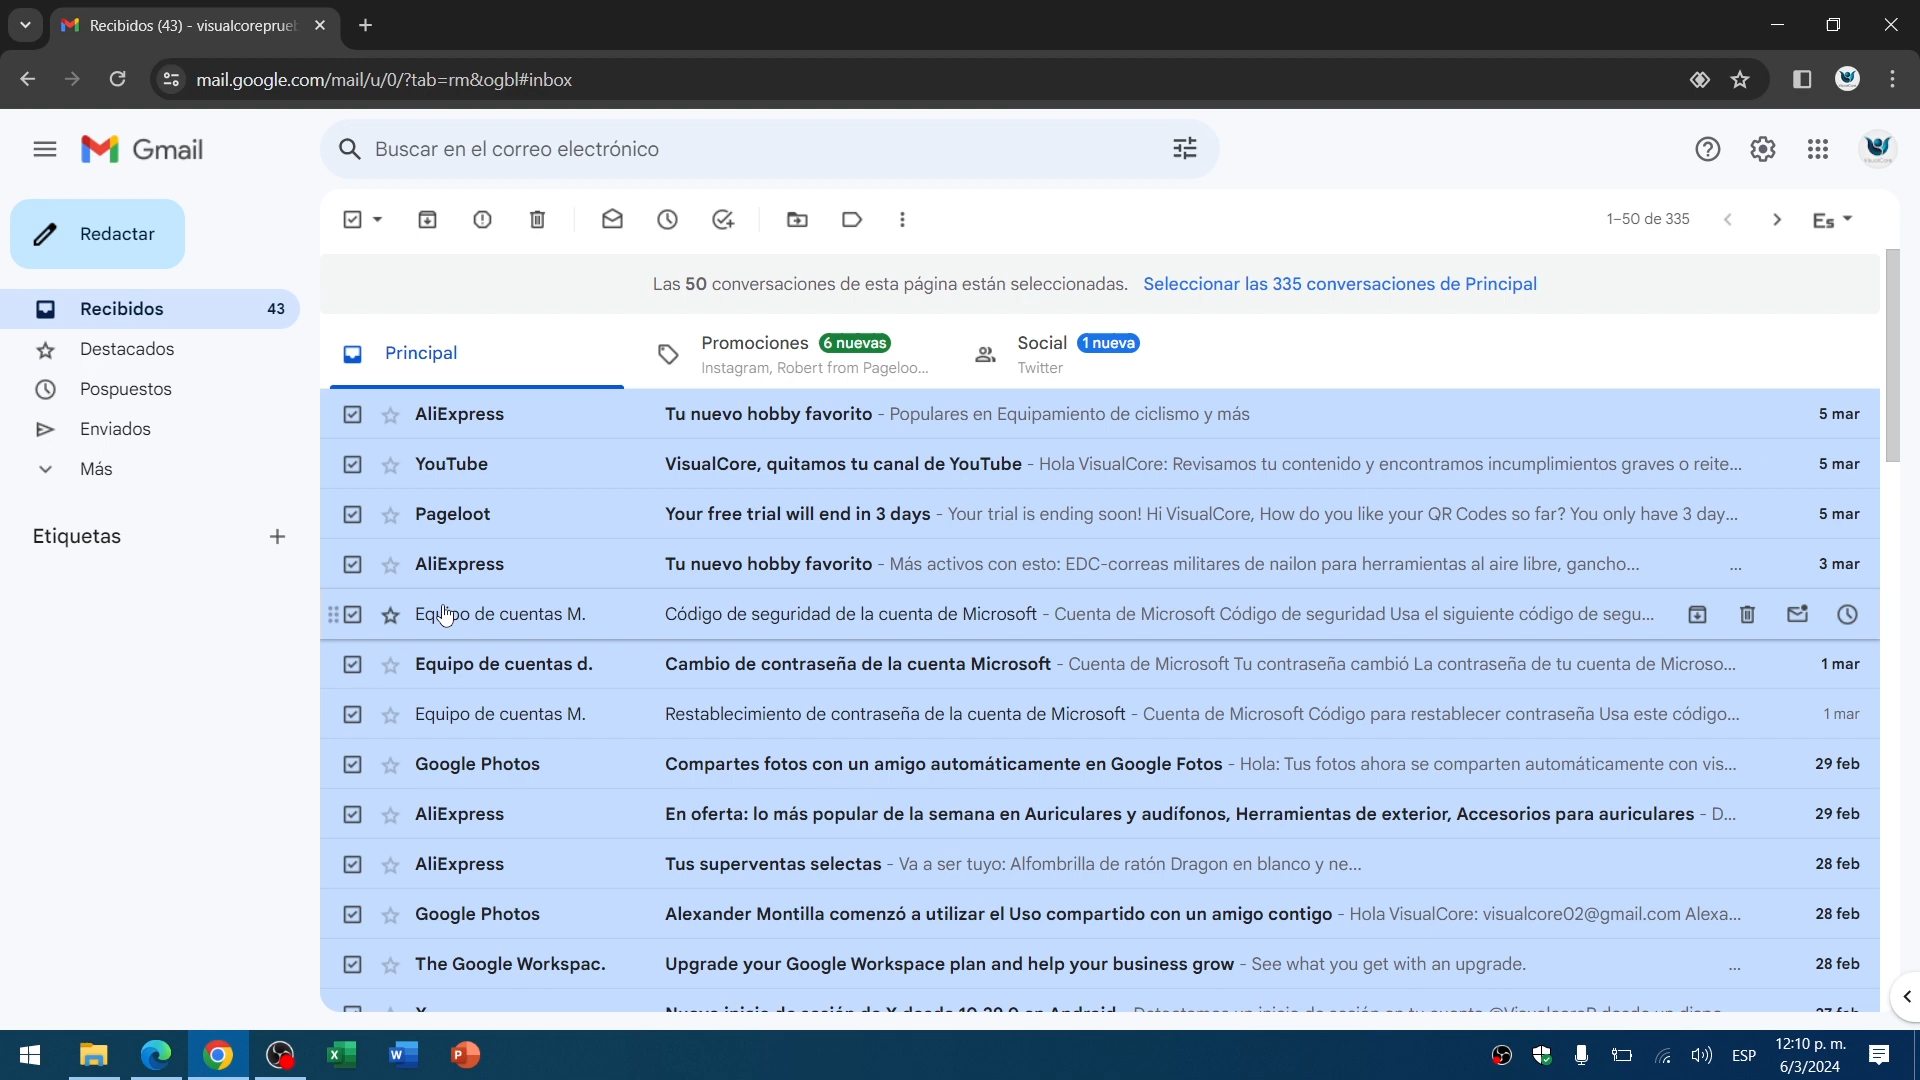 Recibidos (43) - visualcoreprue
mail.google.com/mail/u/0/?tab=rm&ogbl#inbox
Gmail
Buscar en el correo electrónico
Redactar
1–50 de 335
Es
Las 50 conversaciones de esta página están seleccionadas. Seleccionar las 335 conversaciones de Principal
Recibidos 43
Destacados
Pospuestos
Enviados
Más
Etiquetas
Principal
Promociones 6 nuevas
Instagram, Robert from Pageloo...
Social 1 nueva
Twitter
AliExpress Tu nuevo hobby favorito - Populares en Equipamiento de ciclismo y más 5 mar
YouTube VisualCore, quitamos tu canal de YouTube - Hola VisualCore: Revisamos tu contenido y encontramos incumplimientos graves o reite... 5 mar
Pageloot Your free trial will end in 3 days - Your trial is ending soon! Hi VisualCore, How do you like your QR Codes so far? You only have 3 day... 5 mar
AliExpress Tu nuevo hobby favorito - Más activos con esto: EDC-correas militares de nailon para herramientas al aire libre, gancho... ... 3 mar
Equipo de cuentas M. Código de seguridad de la cuenta de Microsoft - Cuenta de Microsoft Código de seguridad Usa el siguiente código de segu...
Equipo de cuentas d. Cambio de contraseña de la cuenta Microsoft - Cuenta de Microsoft Tu contraseña cambió La contraseña de tu cuenta de Microso... 1 mar
Equipo de cuentas M. Restablecimiento de contraseña de la cuenta de Microsoft - Cuenta de Microsoft Código para restablecer contraseña Usa este código... 1 mar
Google Photos Compartes fotos con un amigo automáticamente en Google Fotos - Hola: Tus fotos ahora se comparten automáticamente con vis... 29 feb
AliExpress En oferta: lo más popular de la semana en Auriculares y audífonos, Herramientas de exterior, Accesorios para auriculares - D... 29 feb
AliExpress Tus superventas selectas - Va a ser tuyo: Alfombrilla de ratón Dragon en blanco y ne... 28 feb
Google Photos Alexander Montilla comenzó a utilizar el Uso compartido con un amigo contigo - Hola VisualCore: visualcore02@gmail.com Alexa... 28 feb
The Google Workspac. Upgrade your Google Workspace plan and help your business grow - See what you get with an upgrade. ... 28 feb
ESP
12:10 p. m.
6/3/2024